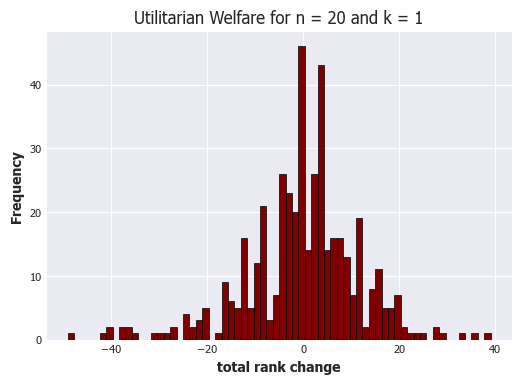 Utilitarian Welfare for n = 20 and k = 1
40
30
20
10
0
Frequency
−40 −20 0 20 40
total rank change